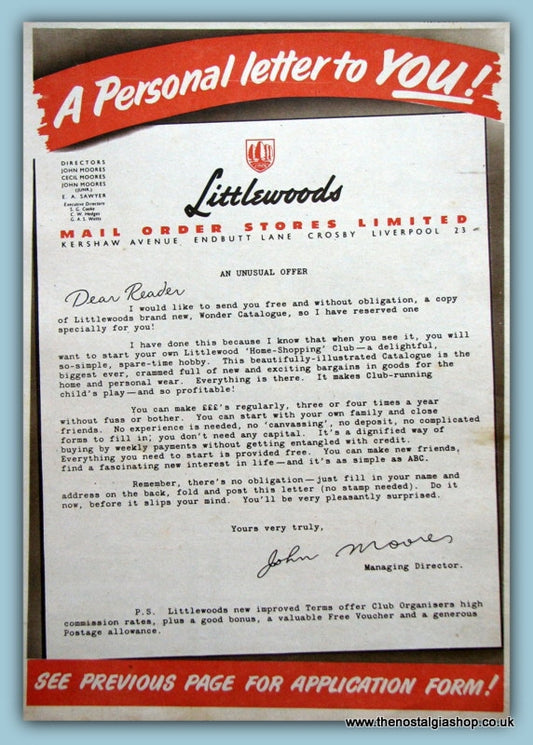 A Personal letter to YOU!
DIRECTORS
JOHN MOORES
CECIL MOORES
JOHN MOORES
(JUNR.)
E. A. SAWYER
Executive Directors
S. G. Cooke
C. W. Hedges
G. A. S. Watts
Littlewoods
MAIL ORDER STORES LIMITED
KERSHAW AVENUE, ENDBUTT LANE CROSBY LIVERPOOL 23
AN UNUSUAL OFFER
Dear Reader
I would like to send you free and without obligation, a copy
of Littlewoods brand new, Wonder Catalogue, so I have reserved one
specially for you!
I have done this because I know that when you see it, you will
want to start your own Littlewood 'Home-Shopping' Club—a delightful,
so-simple, spare-time hobby. This beautifully-illustrated Catalogue is the
biggest ever, crammed full of new and exciting bargains in goods for the
home and personal wear. Everything is there. It makes Club-running
child's play—and so profitable!
You can make £££'s regularly, three or four times a year
without fuss or bother. You can start with your own family and close
friends. No experience is needed, no 'canvassing', no deposit, no complicated
forms to fill in; you don't need any capital. It's a dignified way of
buying by weekly payments without getting entangled with credit.
Everything you need to start is provided free. You can make new friends,
find a fascinating new interest in life—and it's as simple as ABC.
Remember, there's no obligation—just fill in your name and
address on the back, fold and post this letter (no stamp needed). Do it
now, before it slips your mind. You'll be very pleasantly surprised.
Yours very truly,
John Moores
Managing Director.
P.S. Littlewoods new improved Terms offer Club Organisers high
commission rates, plus a good bonus, a valuable Free Voucher and a generous
Postage allowance.
SEE PREVIOUS PAGE FOR APPLICATION FORM!
www.thenostalgiashop.co.uk